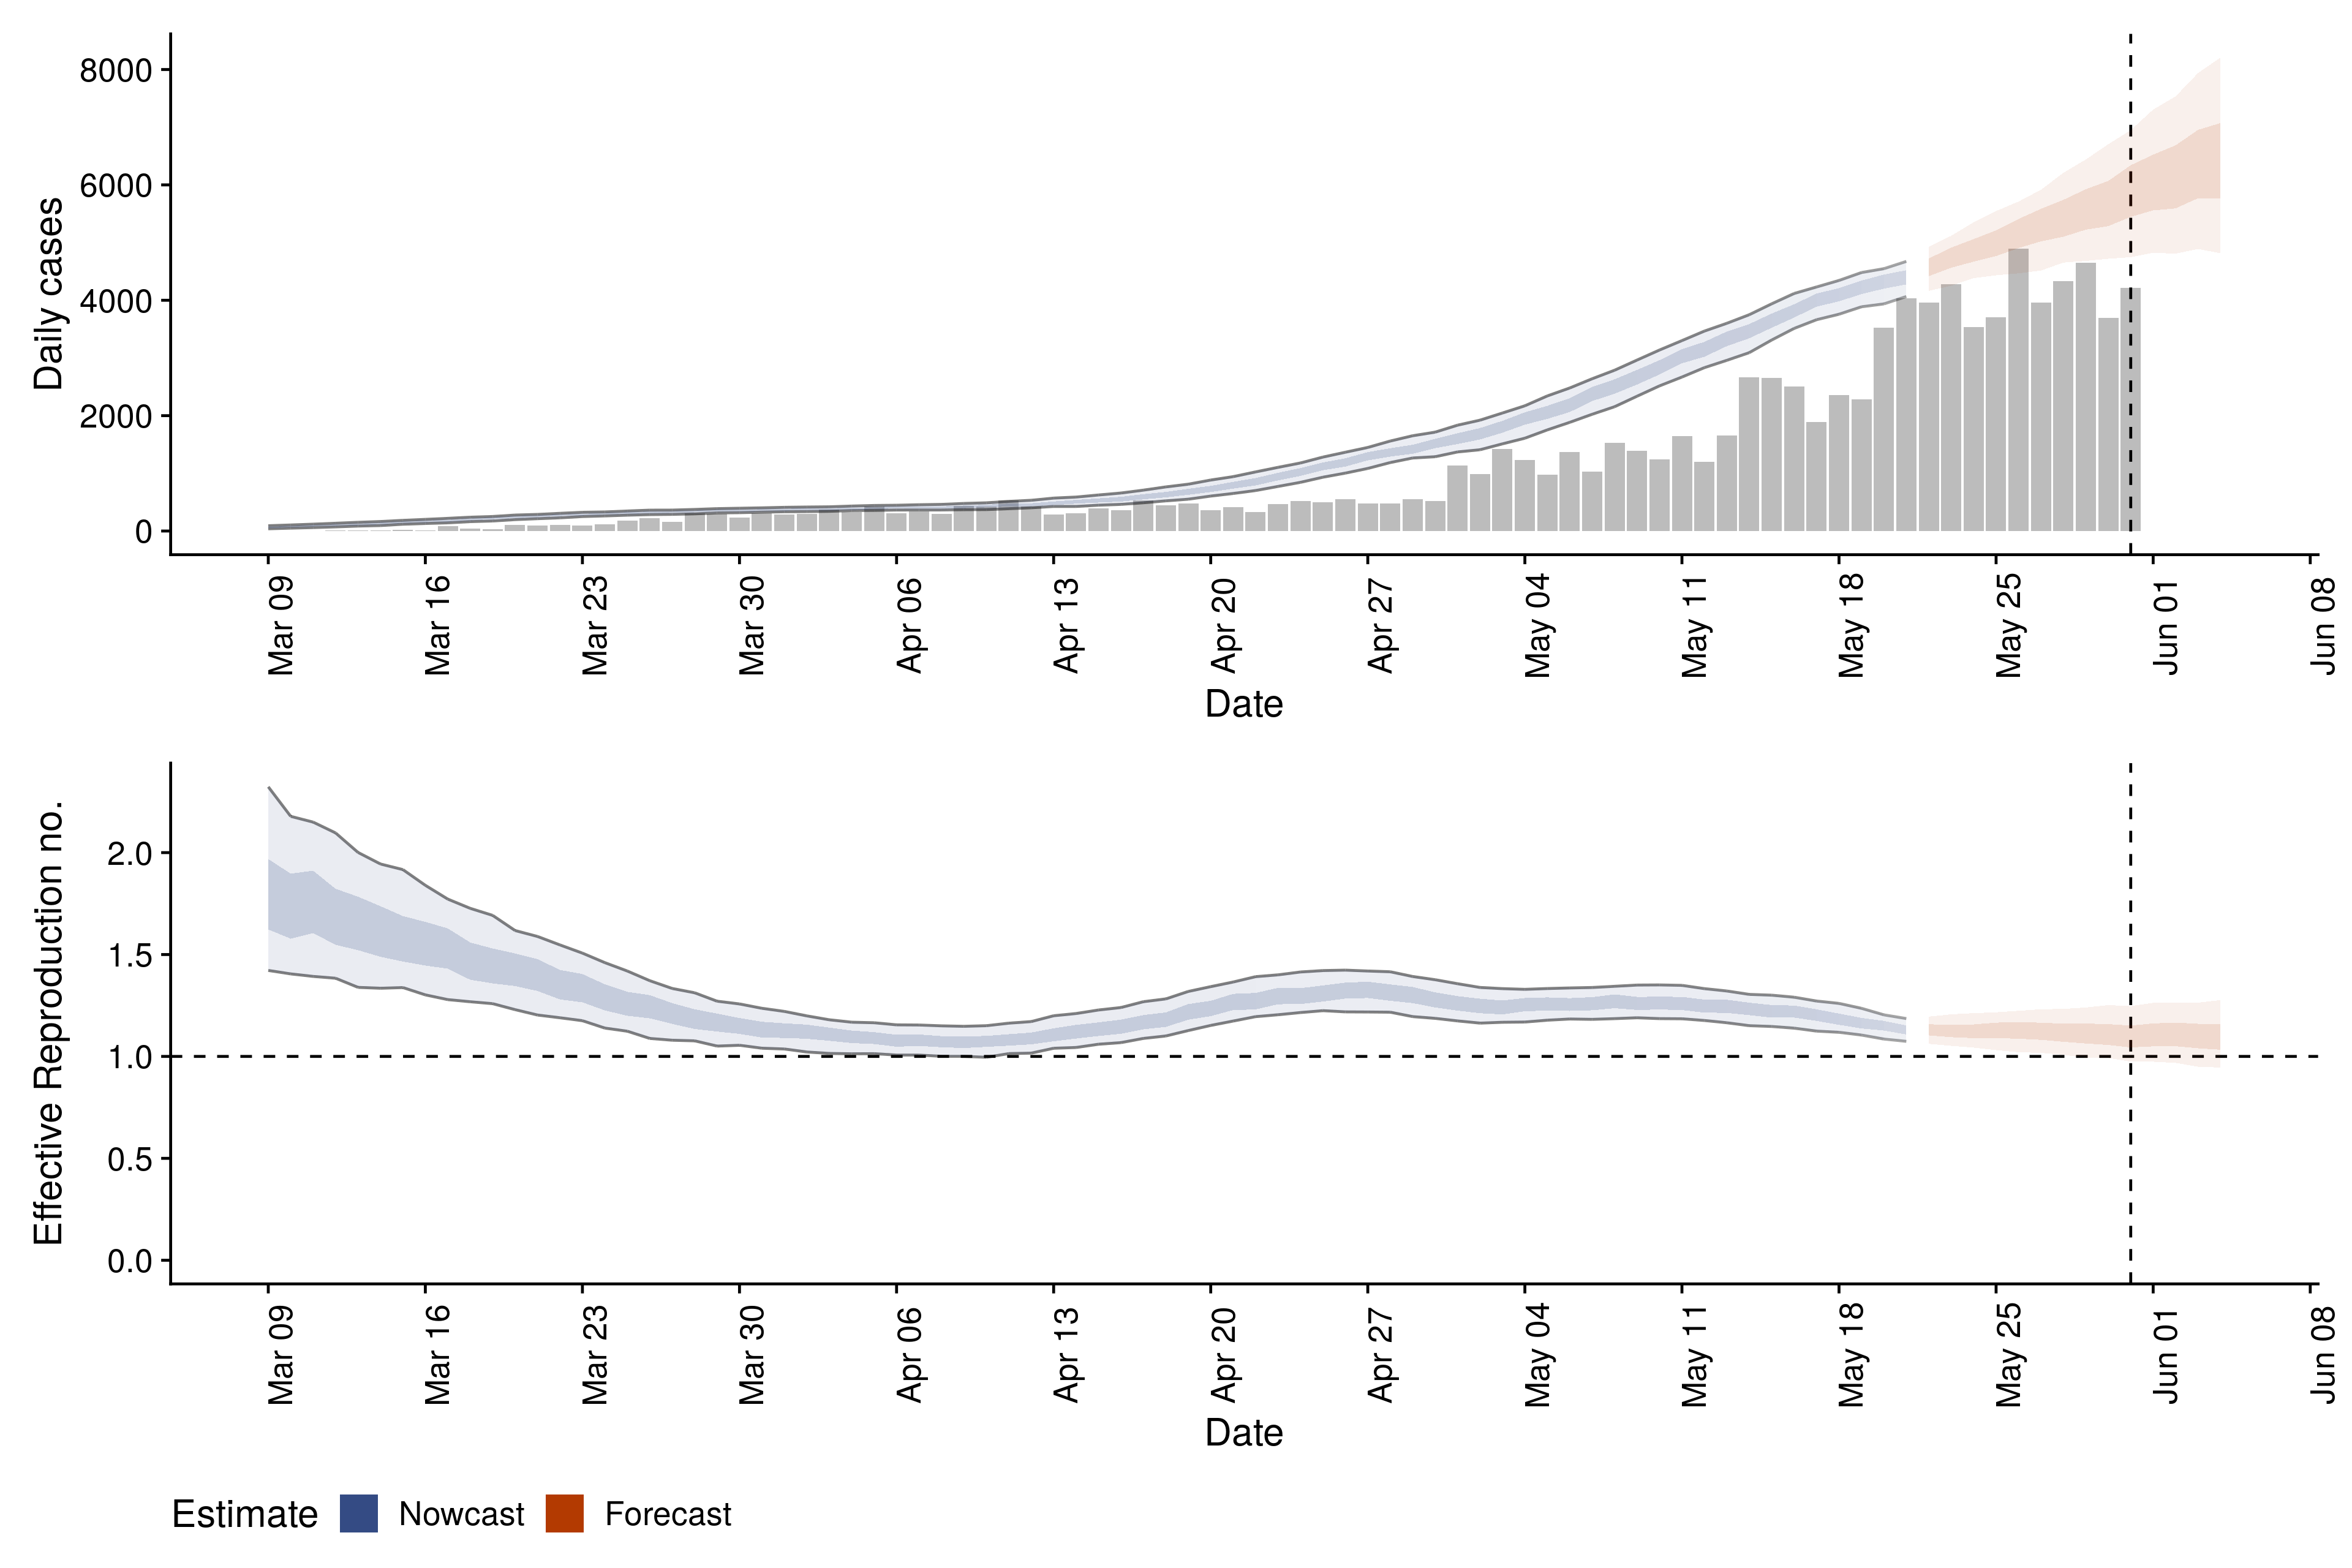 Daily cases
8000
6000
4000
2000
0
Mar 09
Mar 16
Mar 23
Mar 30
Apr 06
Apr 13
Apr 20
Apr 27
May 04
May 11
May 18
May 25
Jun 01
Jun 08
Date
Effective Reproduction no.
2.0
1.5
1.0
0.5
0.0
Mar 09
Mar 16
Mar 23
Mar 30
Apr 06
Apr 13
Apr 20
Apr 27
May 04
May 11
May 18
May 25
Jun 01
Jun 08
Date
Estimate Nowcast Forecast